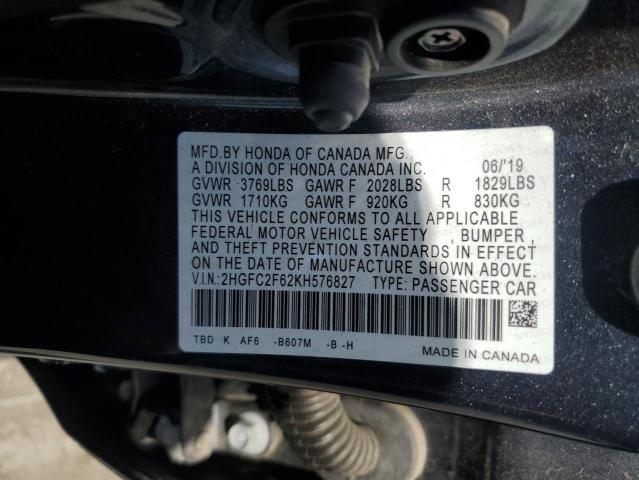 MFD.BY HONDA OF CANADA MFG.
A DIVISION OF HONDA CANADA INC. 06/'19
GVWR 3769LBS GAWR F 2028LBS R 1829LBS
GVWR 1710KG GAWR F 920KG R 830KG
THIS VEHICLE CONFORMS TO ALL APPLICABLE
FEDERAL MOTOR VEHICLE SAFETY , BUMPER ,
AND THEFT PREVENTION STANDARDS IN EFFECT
ON THE DATE OF MANUFACTURE SHOWN ABOVE.
V.I.N.:2HGFC2F62KH576827 TYPE: PASSENGER CAR
TBD K AF6 -B607M -B -H
MADE IN CANADA